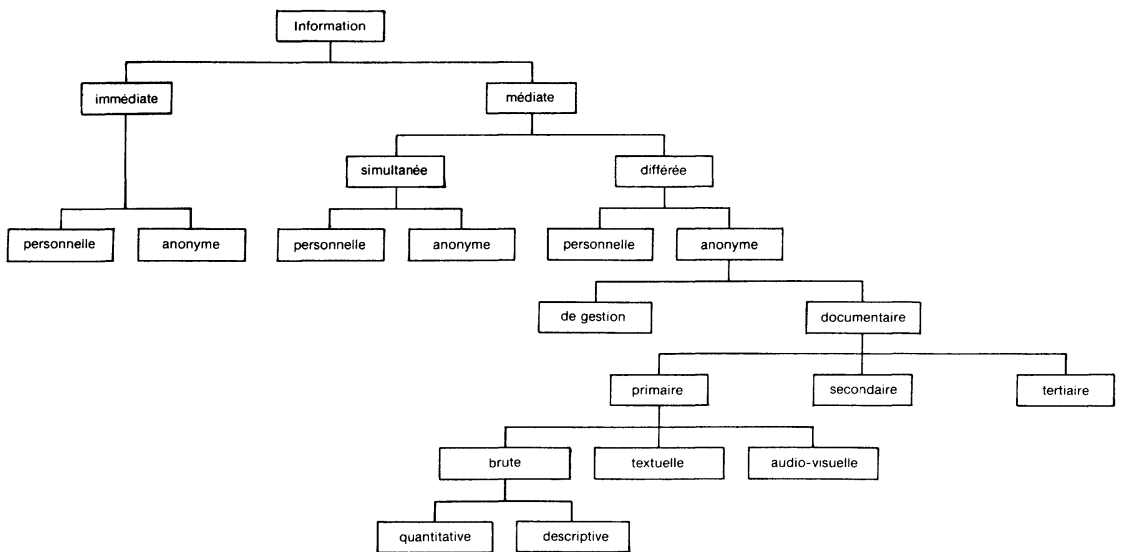 Information
immédiate
médiate
simultanée
différée
personnelle
anonyme
personnelle
anonyme
personnelle
anonyme
de gestion
documentaire
primaire
secondaire
tertiaire
brute
textuelle
audio-visuelle
quantitative
descriptive